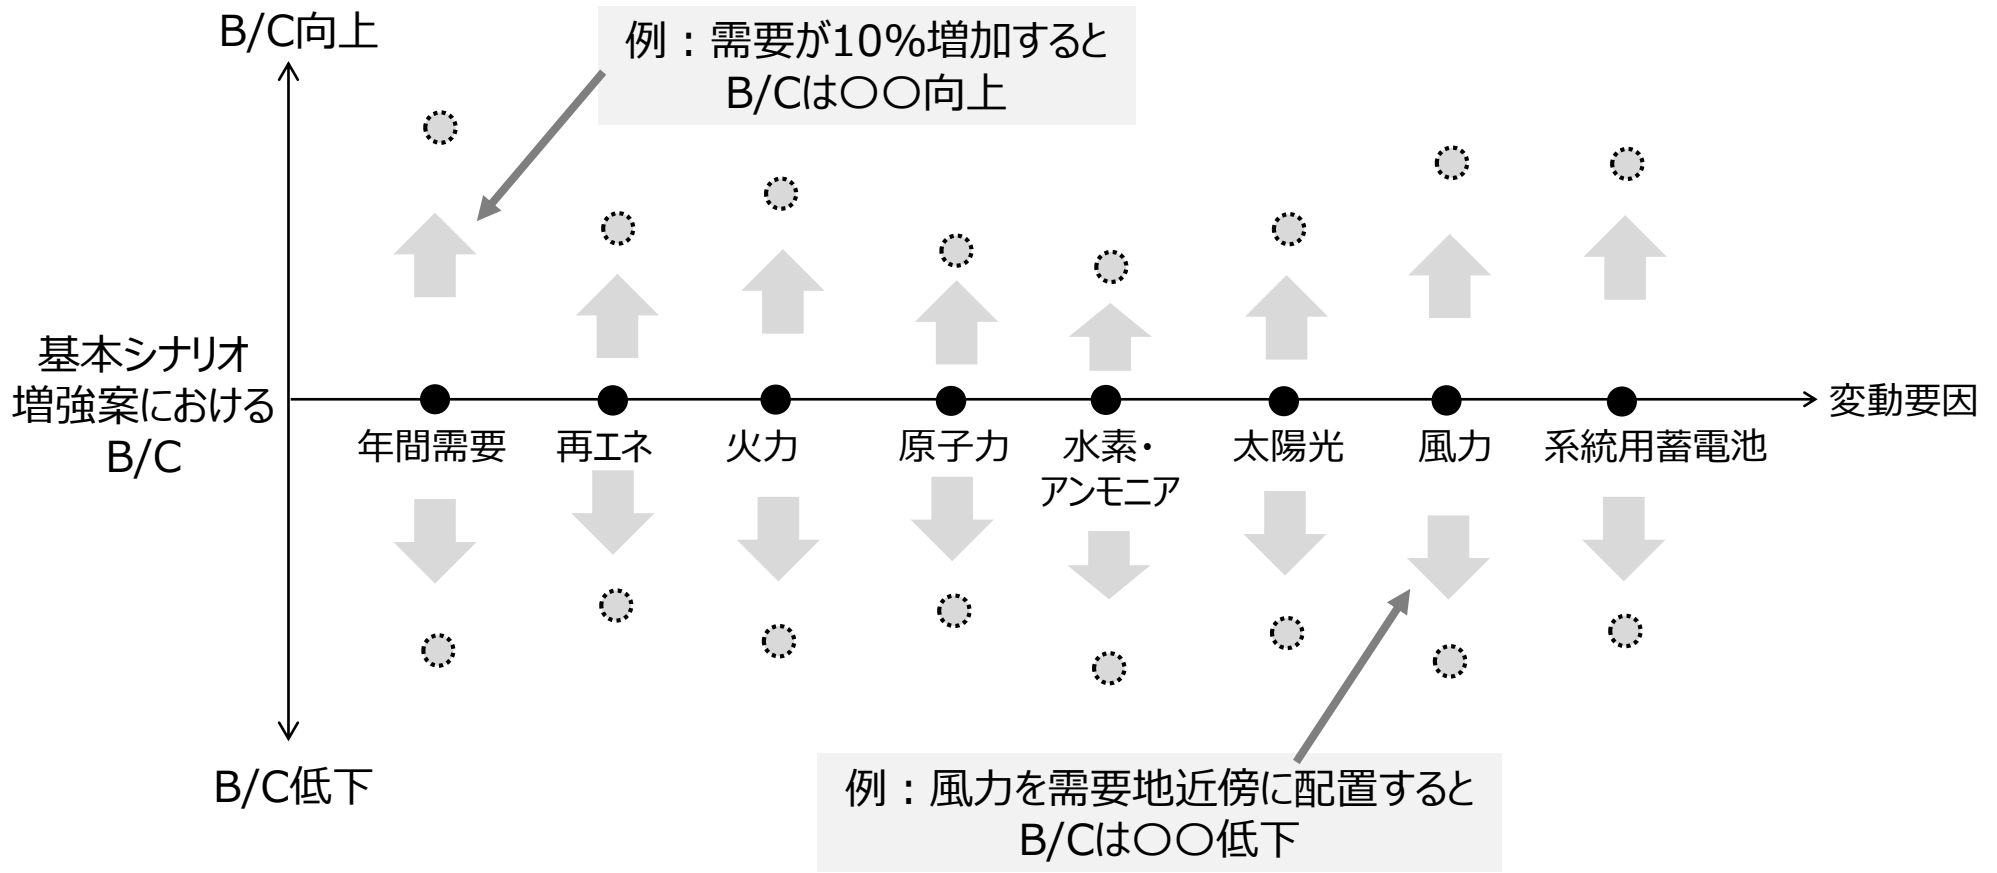 B/C向上
例：需要が10%増加すると
B/Cは〇〇向上
基本シナリオ
増強案における
B/C
変動要因
年間需要
再エネ
火力
原子力
水素・
アンモニア
太陽光
風力
系統用蓄電池
B/C低下
例：風力を需要地近傍に配置すると
B/Cは〇〇低下